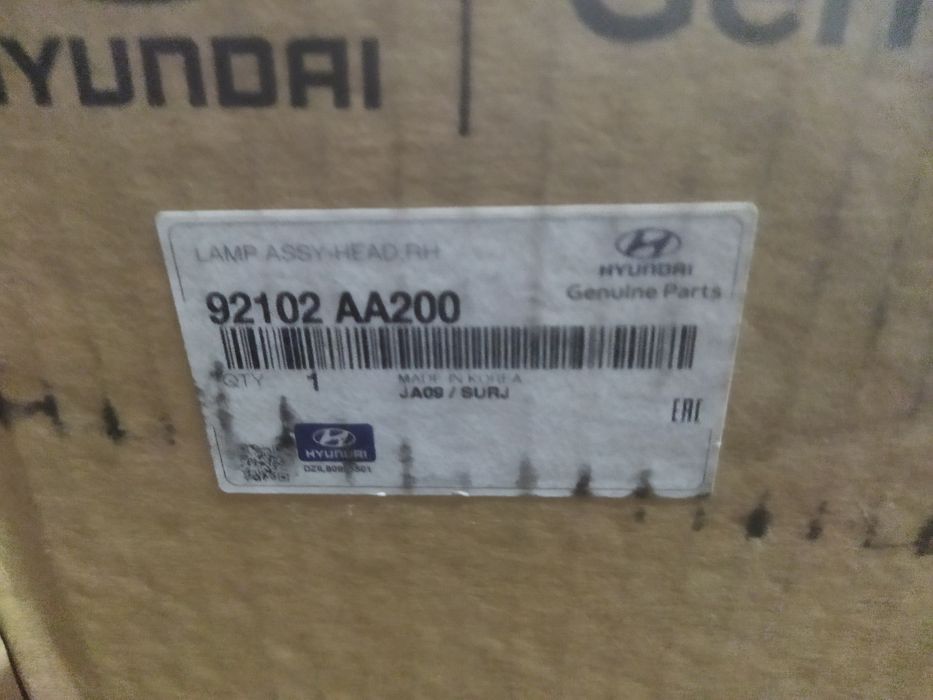 HYUNDAI
Gen
LAMP ASSY-HEAD,RH
HYUNDAI
Genuine Parts
92102 AA200
QTY 1
MADE IN KOREA
JA09 / SURJ
EAC
HYUNDAI